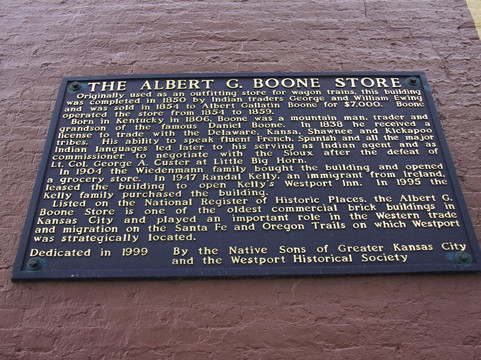 THE ALBERT G. BOONE STORE
Originally used as an outfitting store for wagon trains, this building
was completed in 1850 by Indian traders George and William Ewing
and was sold in 1854 to Albert Gallatin Boone for $7,000. Boone
operated the store from 1854 to 1859.
Born in Kentucky in 1806, Boone was a mountain man, trader and
grandson of the famous Daniel Boone. In 1838 he received a
license to trade with the Delaware, Kansa, Shawnee and Kickapoo
tribes. His ability to speak fluent French, Spanish and all the major
Indian languages led later to his serving as Indian agent and as
commissioner to negotiate with the Sioux after the defeat of
Lt. Col. George A. Custer at Little Big Horn.
In 1904 the Wiedenmann family bought the building and opened
a grocery store. In 1947 Randal Kelly, an immigrant from Ireland,
leased the building to open Kelly's Westport Inn. In 1995 the
Kelly family purchased the building.
Listed on the National Register of Historic Places, the Albert G.
Boone Store is one of the oldest commercial brick buildings in
Kansas City and played an important role in the Western trade
and migration on the Santa Fe and Oregon Trails on which Westport
was strategically located.
Dedicated in 1999 By the Native Sons of Greater Kansas City
and the Westport Historical Society